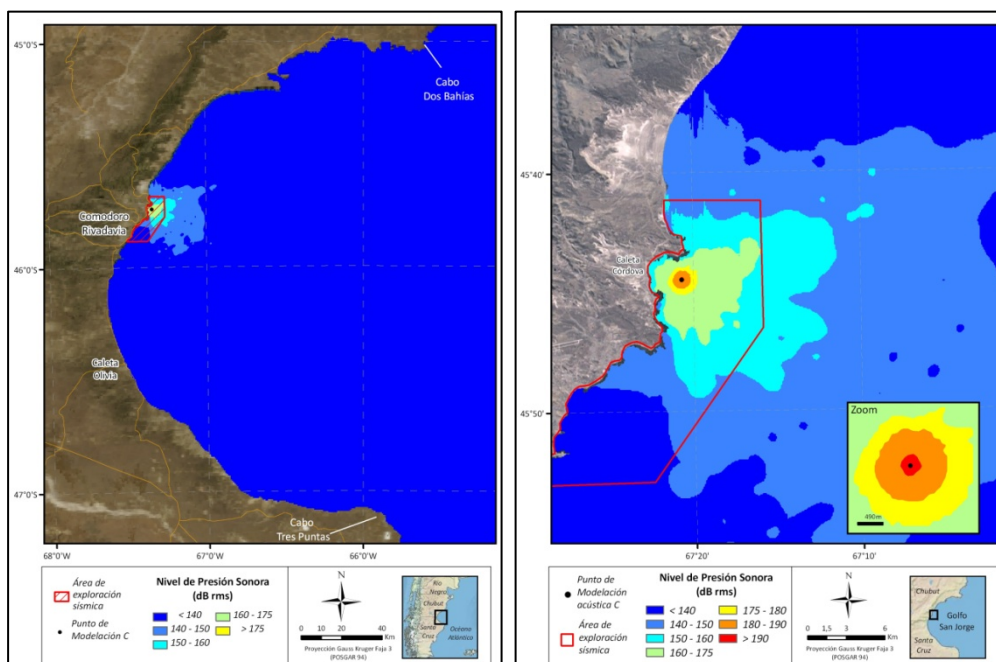 45°0'S
Cabo
Dos Bahías
Comodoro
Rivadavia
46°0'S
Caleta
Olivia
47°0'S
Cabo
Tres Puntas
68°0'W
67°0'W
66°0'W
Área de
exploración
sísmica
Punto de
Modelación C
Nivel de Presión Sonora
(dB rms)
< 140
140 - 150
150 - 160
160 - 175
> 175
N
0
20
40
Km
Proyección Gauss Kruger Faja 3
(POSGAR 94)
Río
Negro
Chubut
Santa
Cruz
Océano
Atlántico
45°40'
Caleta
Córdova
45°50'
Zoom
490m
67°20'
67°10'
Punto de
Modelación
acústica C
Área de
exploración
sísmica
Nivel de Presión Sonora
(dB rms)
< 140
140 - 150
150 - 160
160 - 175
175 - 180
180 - 190
> 190
N
0
1,5
3
6
Km
Proyección Gauss Kruger Faja 3
(POSGAR 94)
Chubut
Golfo
San Jorge
Santa
Cruz